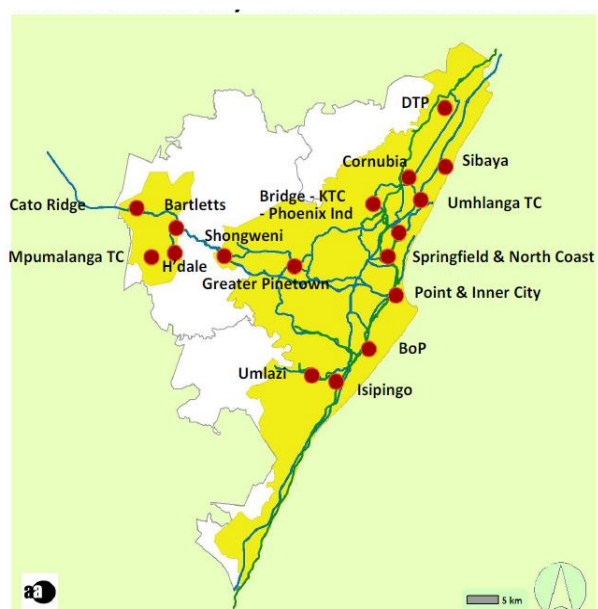 DTP
Cornubia
Sibaya
Bridge - KTC
- Phoenix Ind
Umhlanga TC
Cato Ridge
Bartletts
Shongweni
Mpumalanga TC
H'dale
Springfield & North Coast
Greater Pinetown
Point & Inner City
BoP
Umlazi
Isipingo
aa
5 km